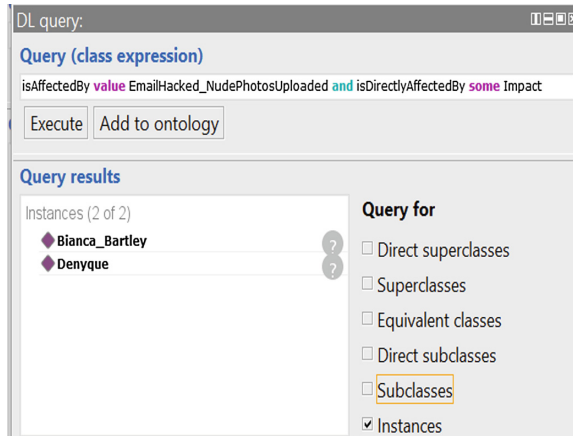 DL query:
Query (class expression)
isAffectedBy value EmailHacked_NudePhotosUploaded and isDirectlyAffectedBy some Impact
Execute Add to ontology
Query results
Instances (2 of 2)
Bianca_Bartley ?
Denyque ?
Query for
Direct superclasses
Superclasses
Equivalent classes
Direct subclasses
Subclasses
Instances